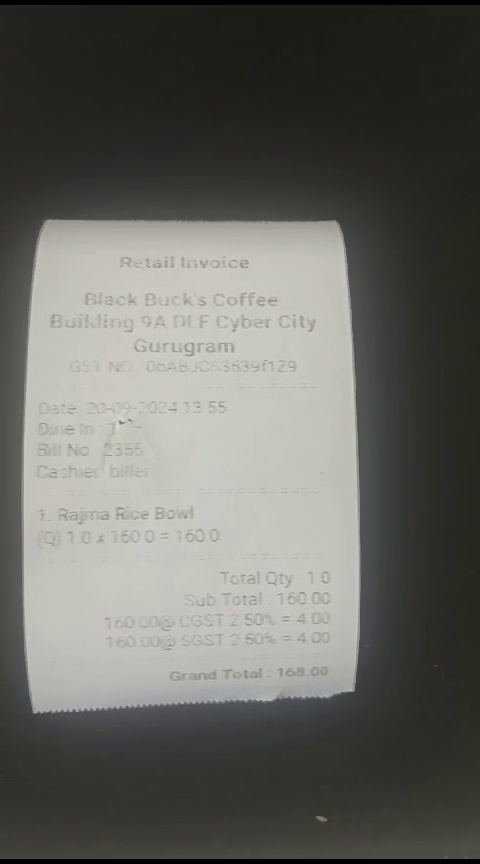 Retail Invoice
Black Buck's Coffee
Building 9A DLF Cyber City
Gurugram
GST NO.
Date: 20-09-2024 13:55
Dine In :
Bill No.: 2355
Cashier: biller
1. Rajma Rice Bowl
(Q) 1.0 x 160.0 = 160.0
Total Qty : 1.0
Sub Total : 160.00
160.00@ CGST 2.50% = 4.00
160.00@ SGST 2.50% = 4.00
Grand Total : 168.00